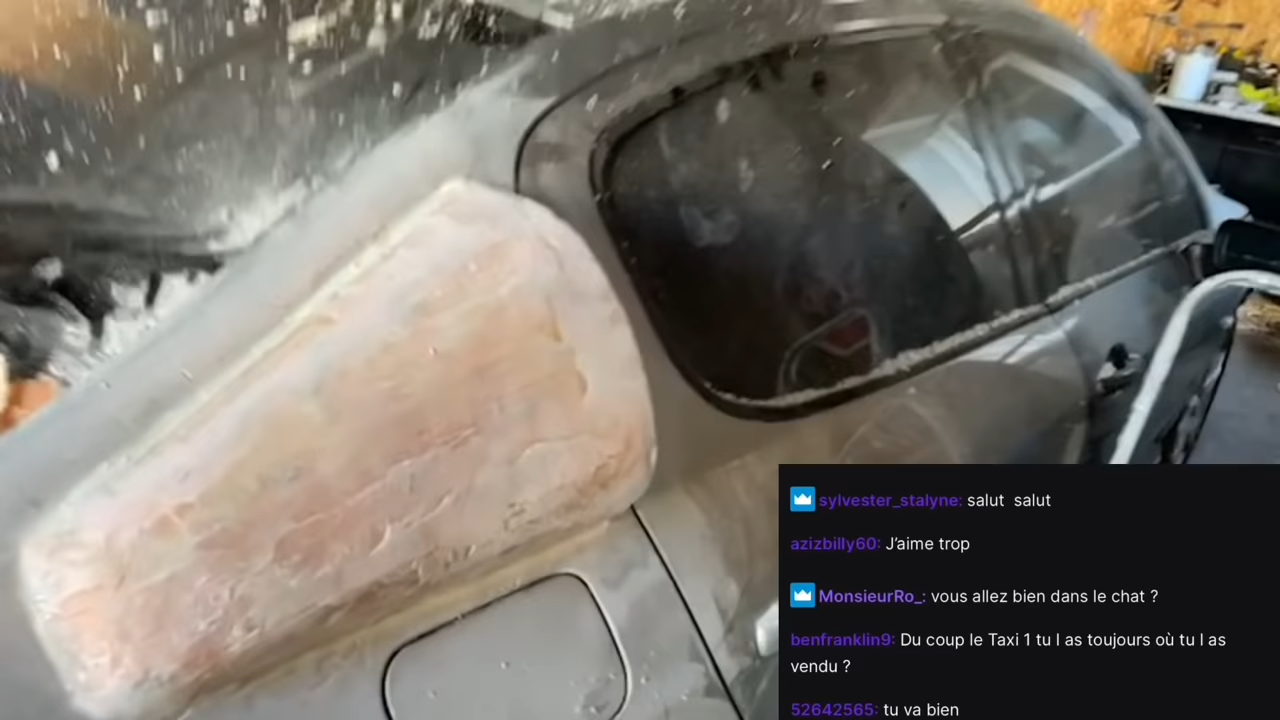 sylvester_stalyne: salut  salut
azizbilly60: J’aime trop
MonsieurRo_: vous allez bien dans le chat ?
benfranklin9: Du coup le Taxi 1 tu l as toujours où tu l as
vendu ?
52642565: tu va bien